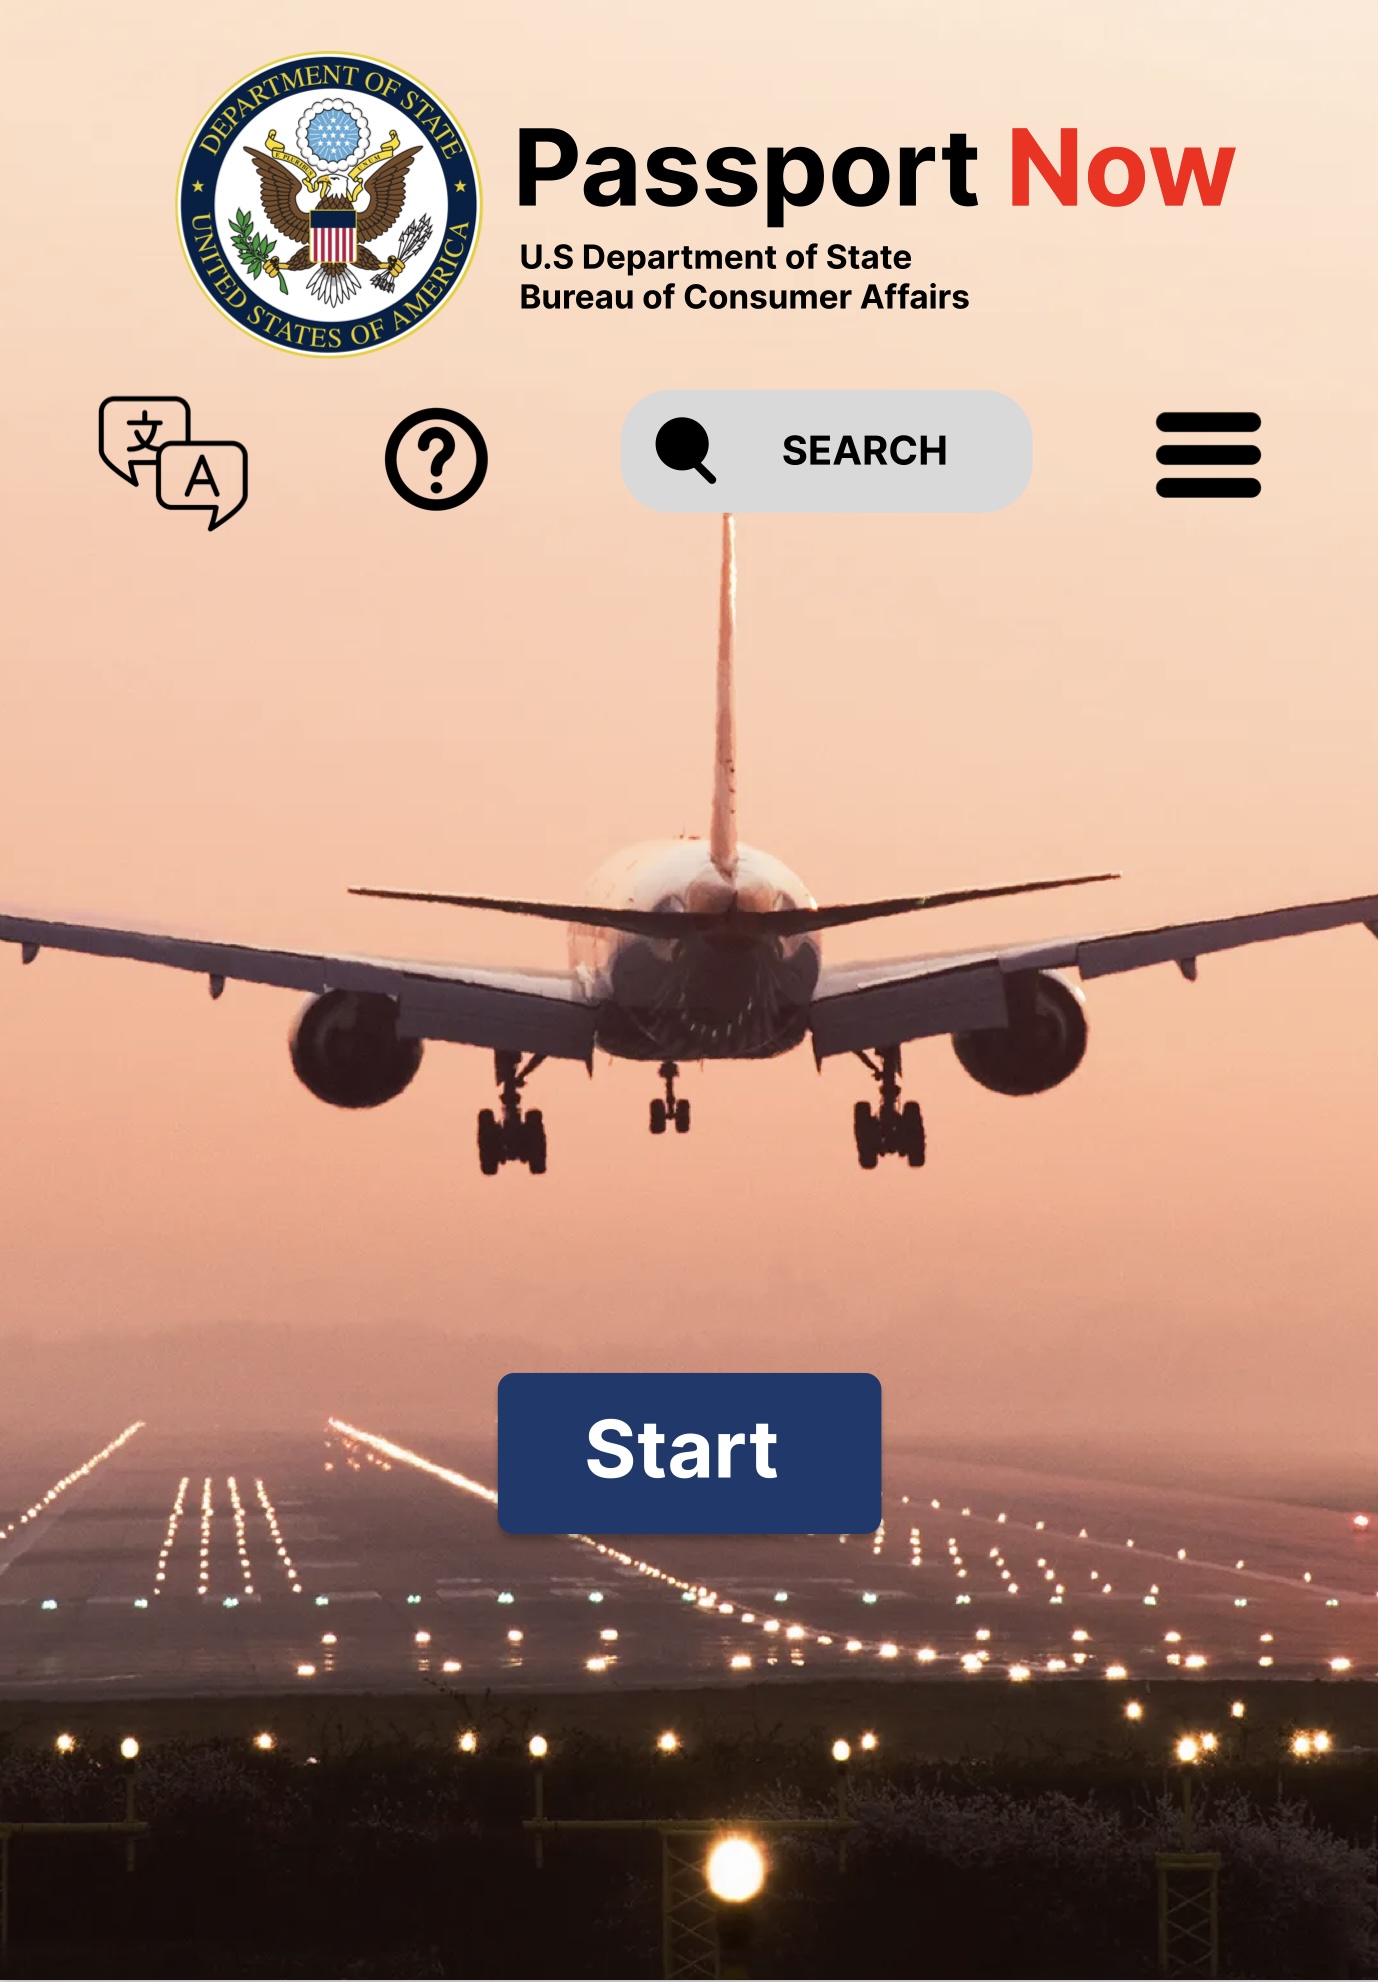 DEPARTMENT OF STATE
E PLURIBUS UNUM
UNITED STATES OF AMERICA
Passport Now
U.S Department of State
Bureau of Consumer Affairs
文
A
?
SEARCH
Start